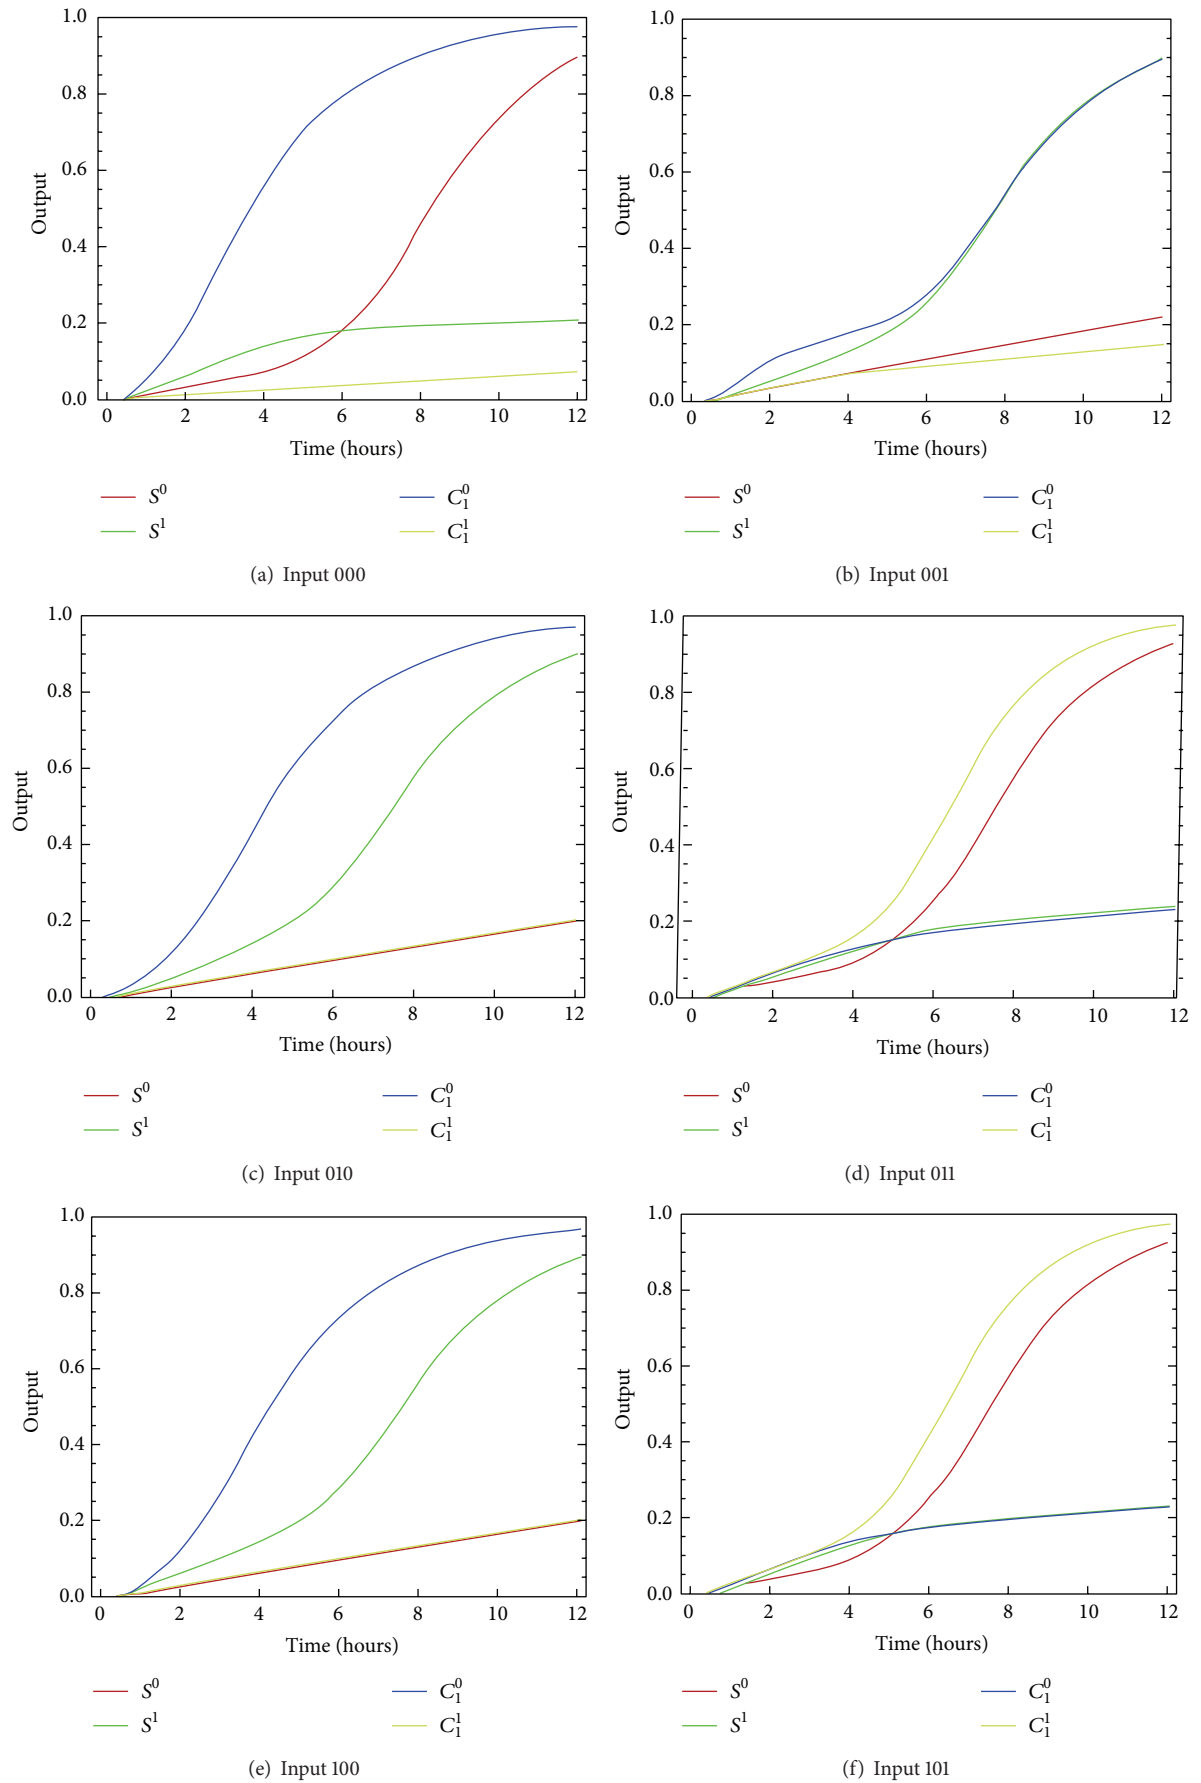 1.0
0.8
0.6
0.4
0.2
0.0
Output
0 2 4 6 8 10 12
Time (hours)
S⁰ C₁⁰
S¹ C₁¹
(a) Input 000
1.0
0.8
0.6
0.4
0.2
0.0
Output
0 2 4 6 8 10 12
Time (hours)
S⁰ C₁⁰
S¹ C₁¹
(b) Input 001
1.0
0.8
0.6
0.4
0.2
0.0
Output
0 2 4 6 8 10 12
Time (hours)
S⁰ C₁⁰
S¹ C₁¹
(c) Input 010
1.0
0.8
0.6
0.4
0.2
0.0
Output
0 2 4 6 8 10 12
Time (hours)
S⁰ C₁⁰
S¹ C₁¹
(d) Input 011
1.0
0.8
0.6
0.4
0.2
0.0
Output
0 2 4 6 8 10 12
Time (hours)
S⁰ C₁⁰
S¹ C₁¹
(e) Input 100
1.0
0.8
0.6
0.4
0.2
0.0
Output
0 2 4 6 8 10 12
Time (hours)
S⁰ C₁⁰
S¹ C₁¹
(f) Input 101